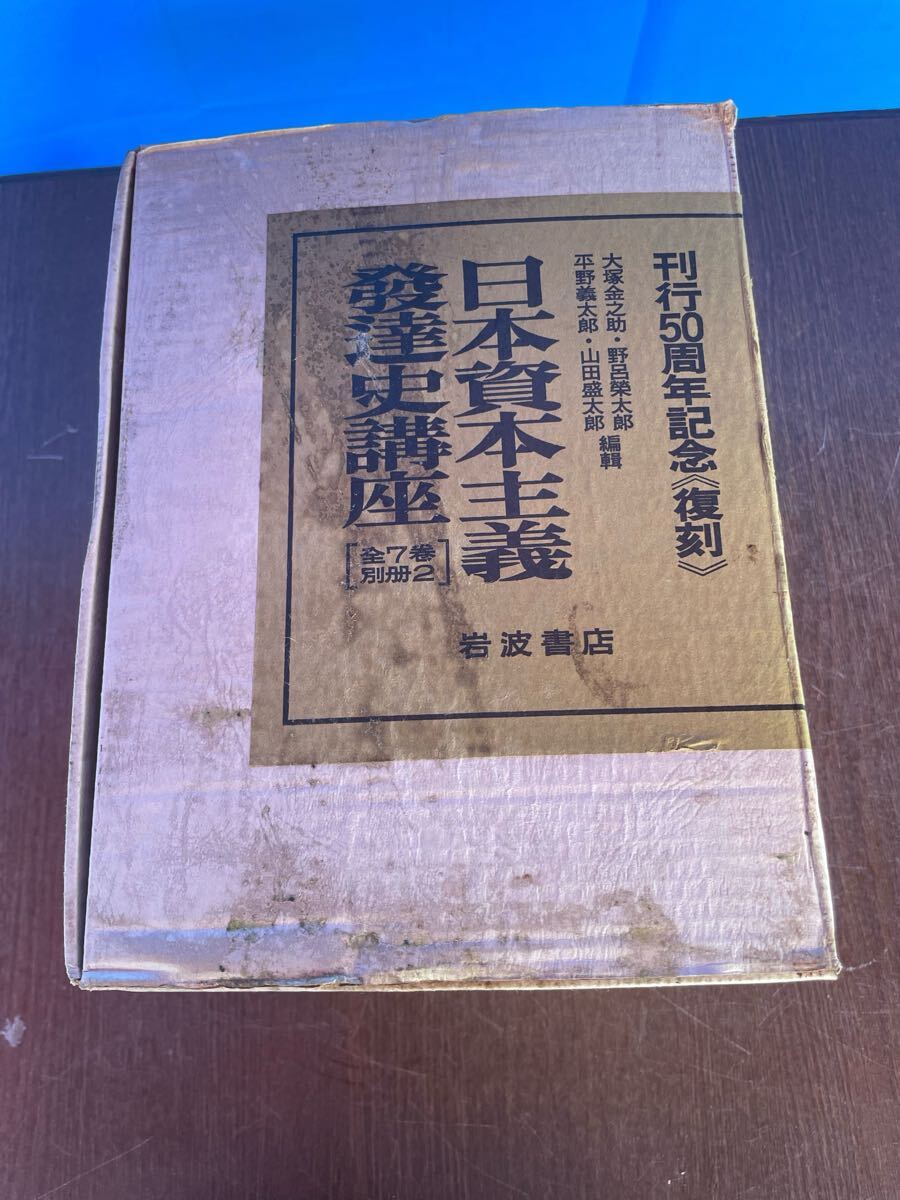 刊行50周年記念《復刻》
大塚金之助・野呂榮太郎
平野義太郎・山田盛太郎
編輯
日本資本主義
發達史講座
[全7巻
別冊2]
岩波書店